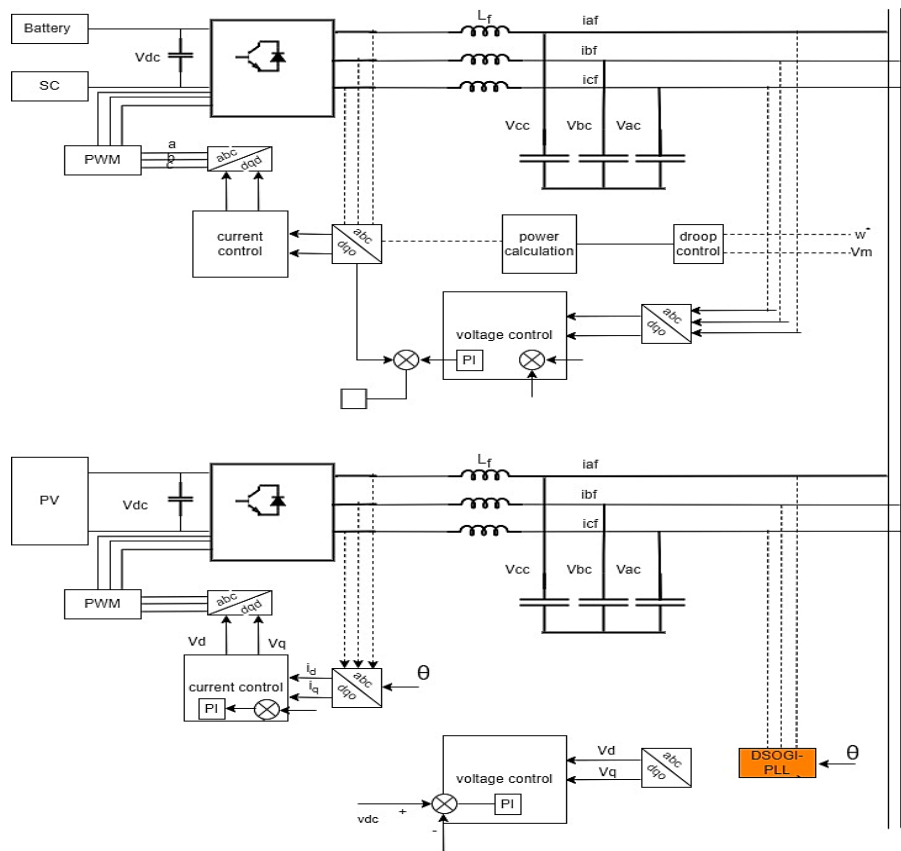 Battery
Vdc
SC
Lf
iaf
ibf
icf
Vcc
Vbc
Vac
PWM
a
b
c
abc
dqd
current control
abc
dqo
power calculation
droop control
w*
Vm
voltage control
PI
abc
dqo
PV
Vdc
Lf
iaf
ibf
icf
Vcc
Vbc
Vac
PWM
abc
dqd
Vd
Vq
current control
PI
id
iq
abc
dqo
θ
voltage control
PI
Vd
Vq
abc
dqo
DSOGI-
PLL
θ
vdc
+
-